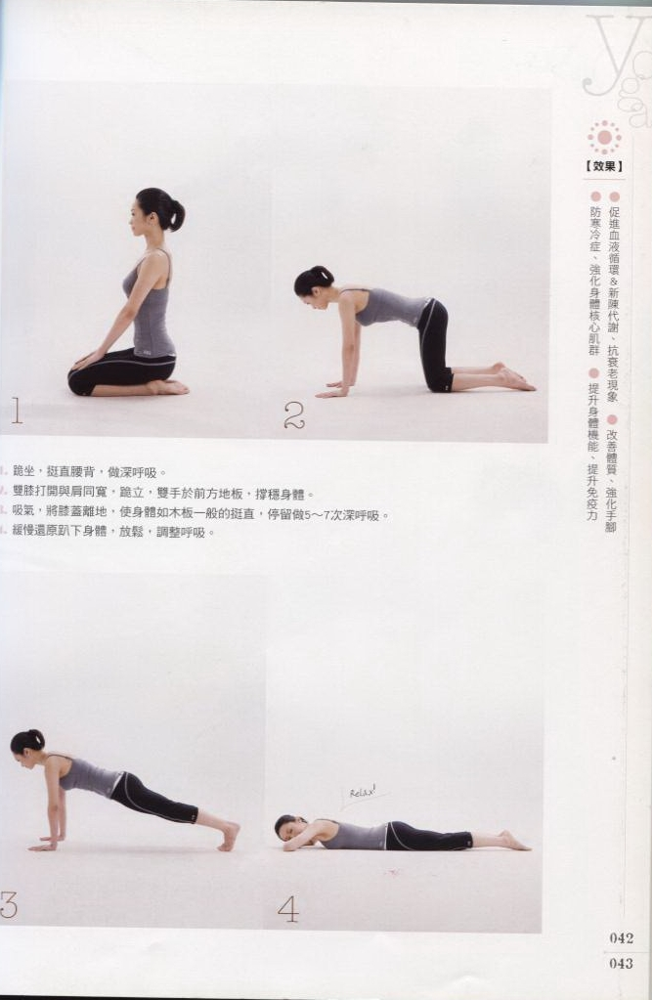 yoga
【效果】
●促進血液循環&新陳代謝、抗衰老現象 ●改善體質、強化手腳
●防寒冷症、強化身體核心肌群 ●提升身體機能、提升免疫力
1
2
1. 跪坐，挺直腰背，做深呼吸。
2. 雙膝打開與肩同寬，跪立，雙手於前方地板，撐穩身體。
3. 吸氣，將膝蓋離地，使身體如木板一般的挺直，停留做5～7次深呼吸。
4. 緩慢還原趴下身體，放鬆，調整呼吸。
Relax!
3
4
042
043